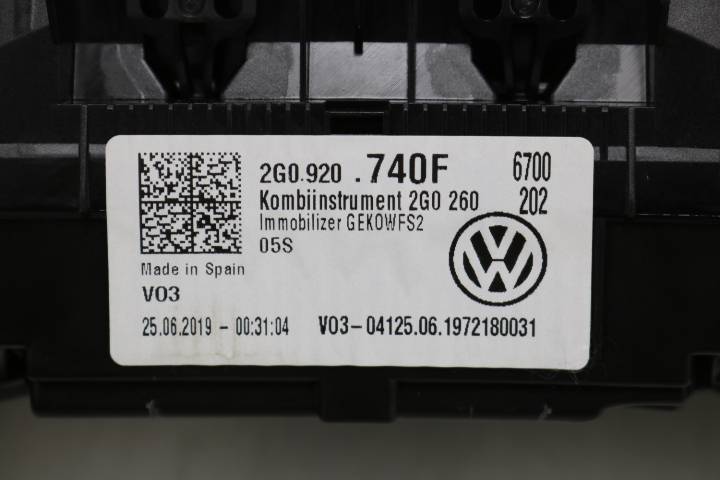 2G0.920 .740F 6700
Kombiinstrument 2G0 260 202
Immobilizer GEKOWFS2
05S
Made in Spain
V03
25.06.2019 - 00:31:04 V03-04125.06.1972180031